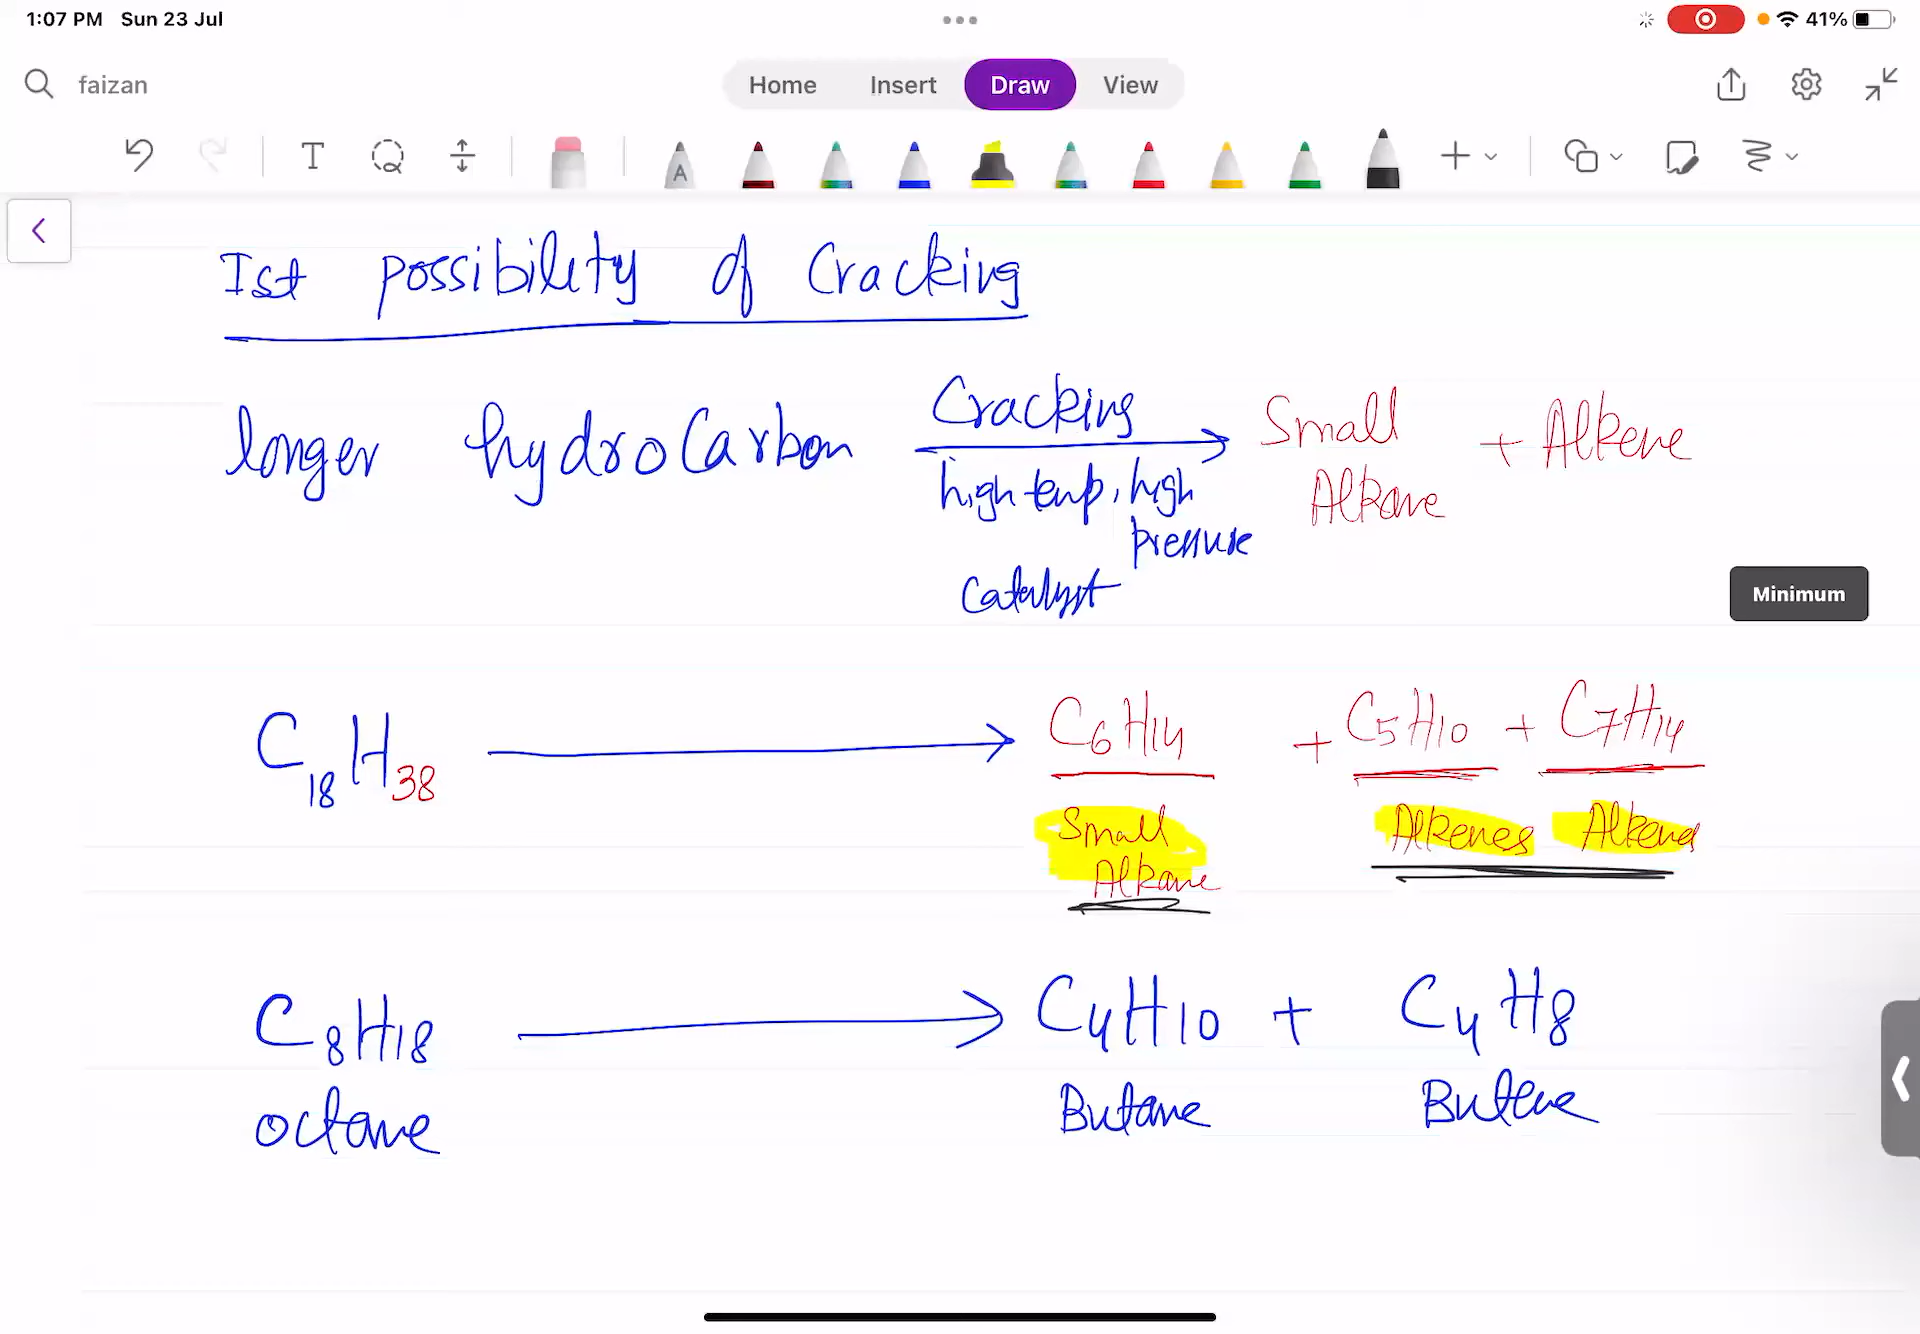 1:07 PM Sun 23 Jul 41%
faizan Home Insert Draw View
T A
Ist possibility of Cracking
longer hydroCarbon Cracking Small Alkane + Alkene
high temp, high pressure
Catalyst
Minimum
C18H38 C6H14 + C5H10 + C7H14
Small Alkane Alkenes Alkene
C8H18 C4H10 + C4H8
octane Butane Butene